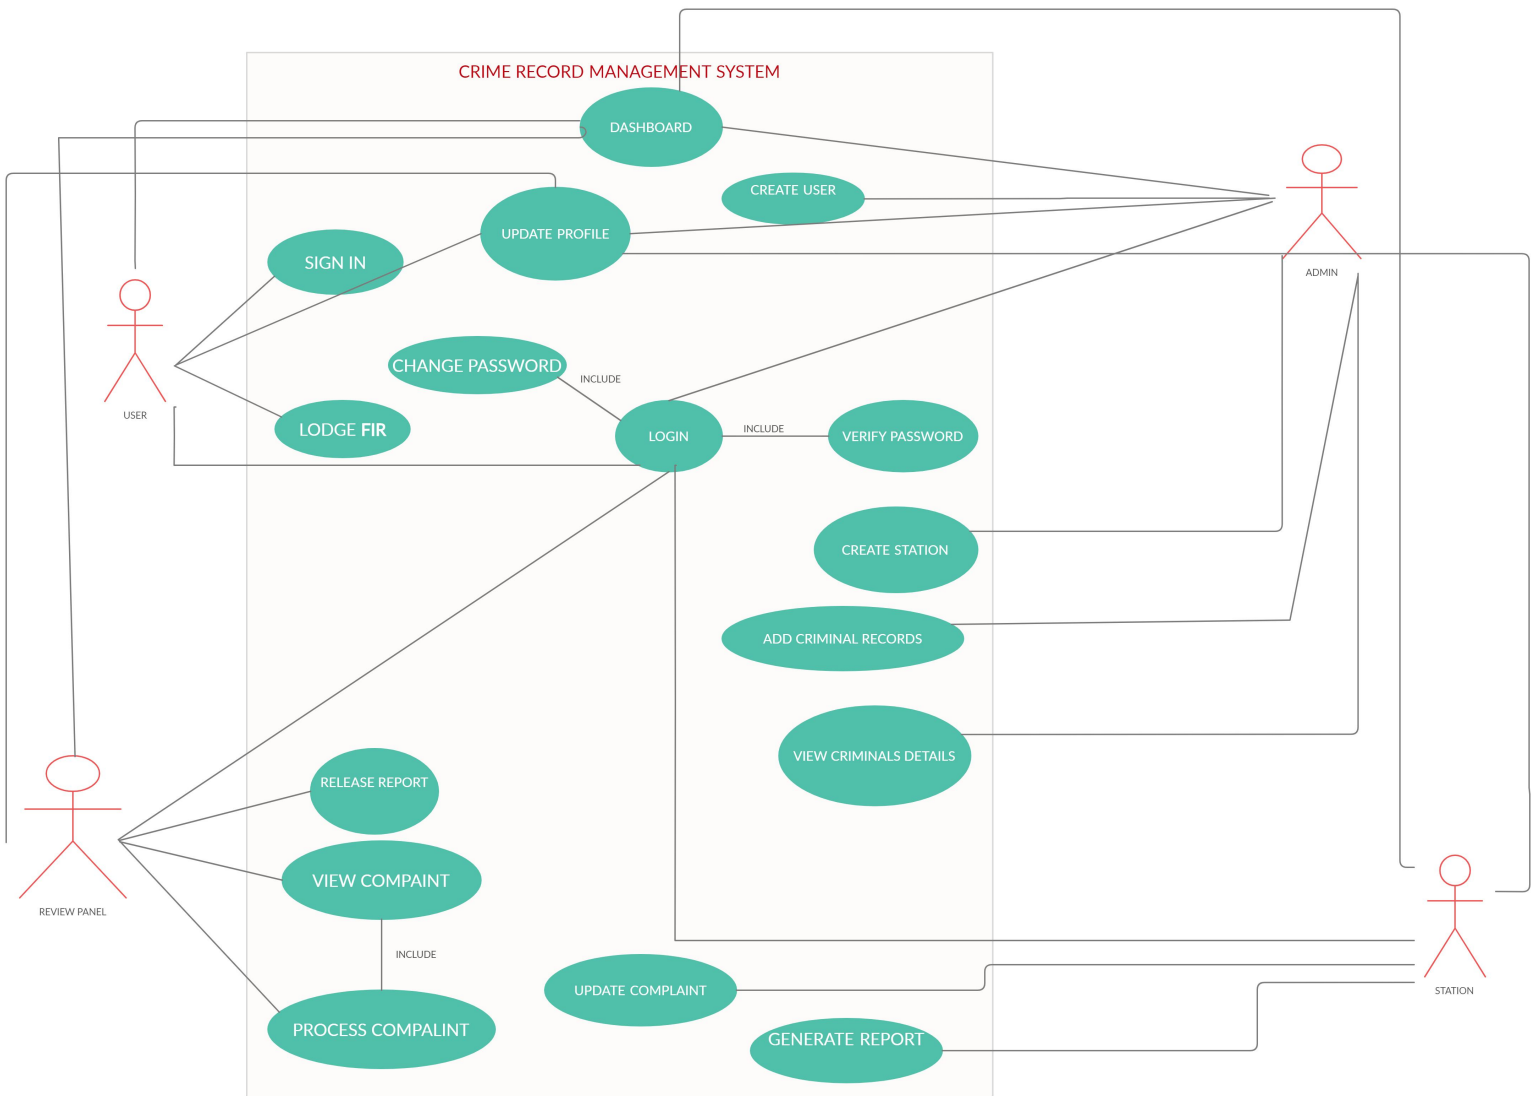 CRIME RECORD MANAGEMENT SYSTEM
DASHBOARD
CREATE USER
UPDATE PROFILE
SIGN IN
ADMIN
CHANGE PASSWORD
INCLUDE
USER
LODGE FIR
LOGIN
INCLUDE
VERIFY PASSWORD
CREATE STATION
ADD CRIMINAL RECORDS
VIEW CRIMINALS DETAILS
RELEASE REPORT
VIEW COMPAINT
REVIEW PANEL
INCLUDE
UPDATE COMPLAINT
STATION
PROCESS COMPALINT
GENERATE REPORT